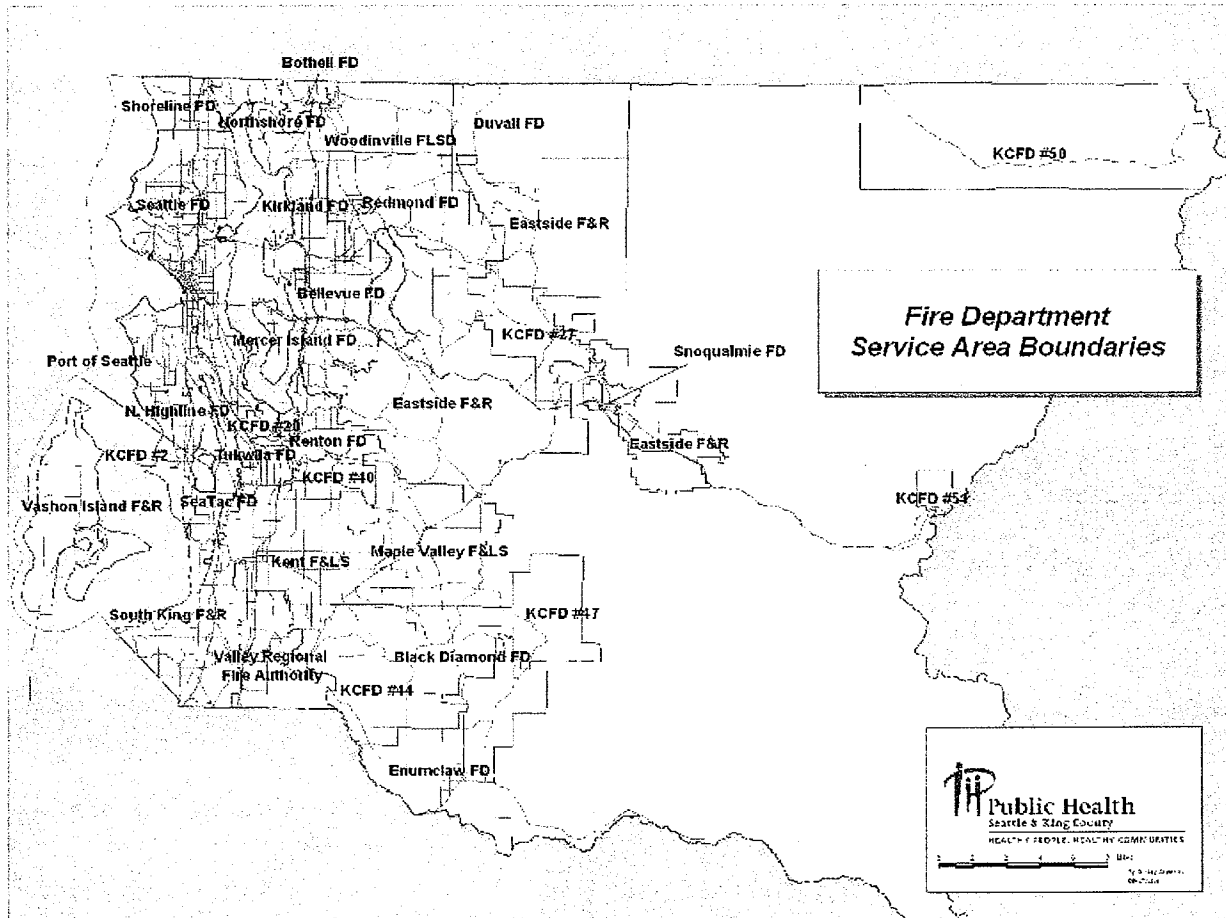 Bothell FD
Shoreline FD
Northshore FD
Duvall FD
Woodinville FLSD
KCFD #50
Seattle FD
Kirkland FD
Redmond FD
Eastside F&R
Bellevue FD
Fire Department
Service Area Boundaries
KCFD #27
Mercer Island FD
Snoqualmie FD
Port of Seattle
Eastside F&R
N. Highline FD
KCFD #20
Renton FD
Eastside F&R
KCFD #2
Tukwila FD
KCFD #40
SeaTac FD
Vashon Island F&R
KCFD #51
Maple Valley F&LS
Kent F&LS
South King F&R
KCFD #47
Valley Regional
Fire Authority
Black Diamond FD
KCFD #44
Enumclaw FD
Public Health
Seattle & King County
HEALTHY PEOPLE. HEALTHY COMMUNITIES